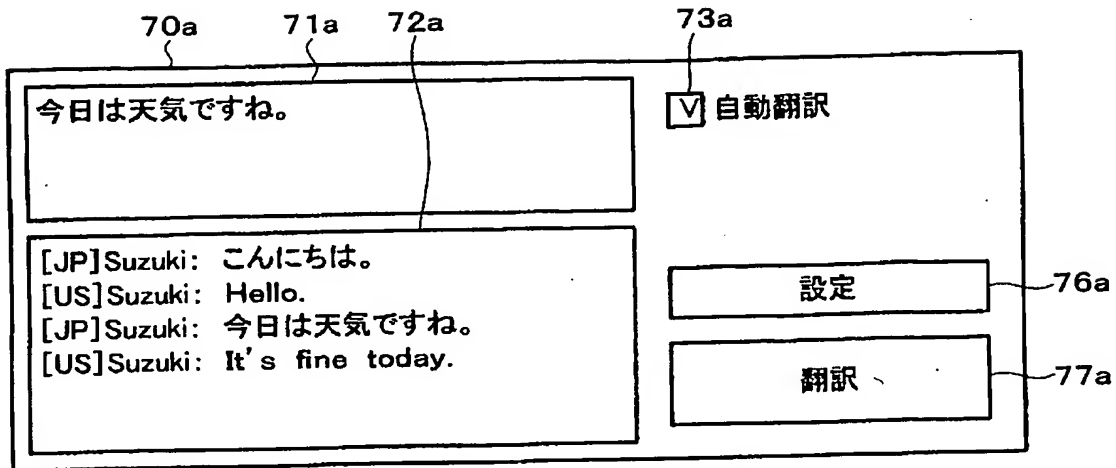 70a 71a 72a 73a
今日は天気ですね。
V 自動翻訳
[JP]Suzuki: こんにちは。
[US]Suzuki: Hello.
[JP]Suzuki: 今日は天気ですね。
[US]Suzuki: It's fine today.
設定 76a
翻訳 77a